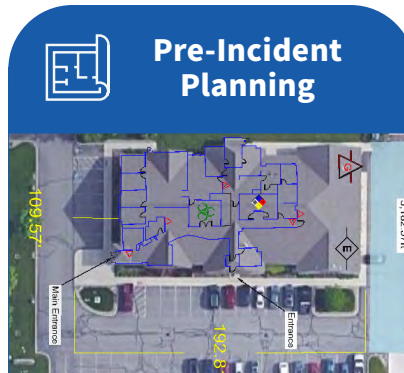 Pre-Incident
Planning
G
109.57'
E
Main Entrance
Entrance
192.8